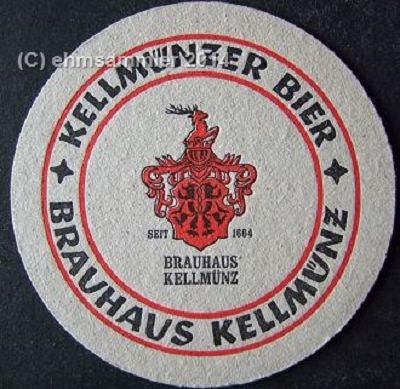 (C) ehmsammler 2014
KELLMÜNZER BIER
SEIT 1664
BRAUHAUS
KELLMÜNZ
BRAUHAUS KELLMÜNZ